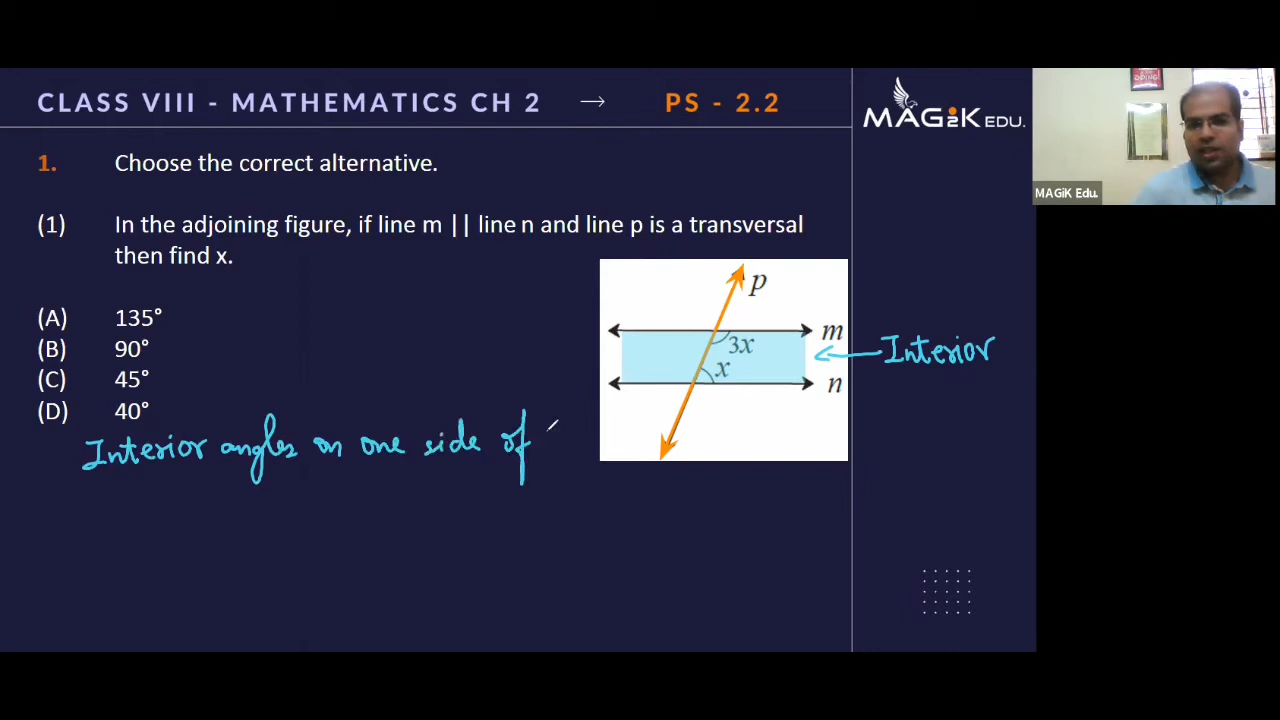 CLASS VIII - MATHEMATICS CH 2 → PS - 2.2
MAGiK EDU.
MAGiK Edu.
1. Choose the correct alternative.
(1) In the adjoining figure, if line m || line n and line p is a transversal
then find x.
(A) 135°
(B) 90°
(C) 45°
(D) 40°
p
m
3x
x
n
Interior
Interior angles on one side of